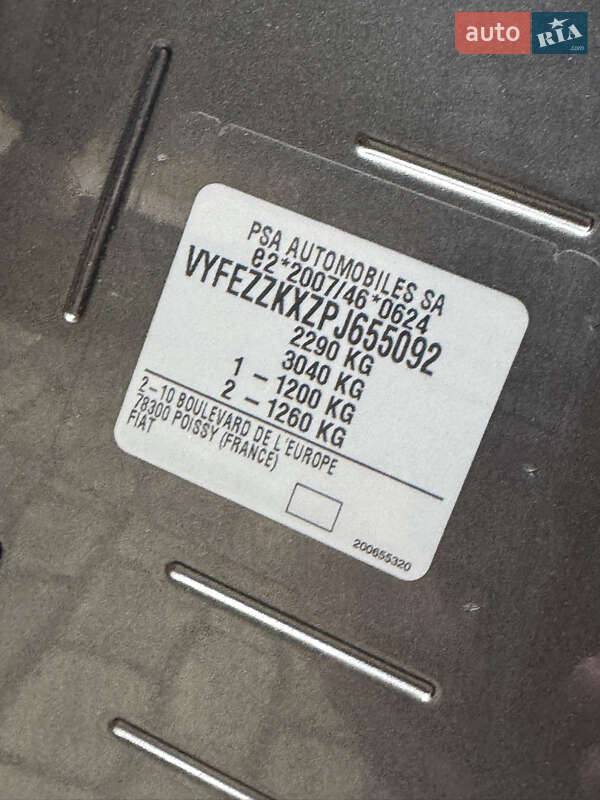 auto RIA .com
PSA AUTOMOBILES SA
e2*2007/46*0624
VYFEZZKXZPJ655092
2290 KG
3040 KG
1 – 1200 KG
2 – 1260 KG
2–10 BOULEVARD DE L'EUROPE
78300 POISSY (FRANCE)
FIAT
200655320